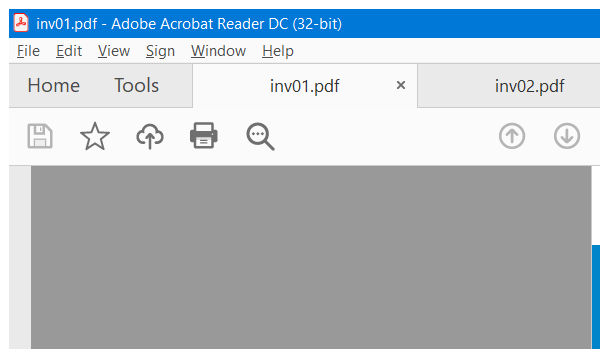 inv01.pdf - Adobe Acrobat Reader DC (32-bit)
File Edit View Sign Window Help
Home Tools inv01.pdf × inv02.pdf